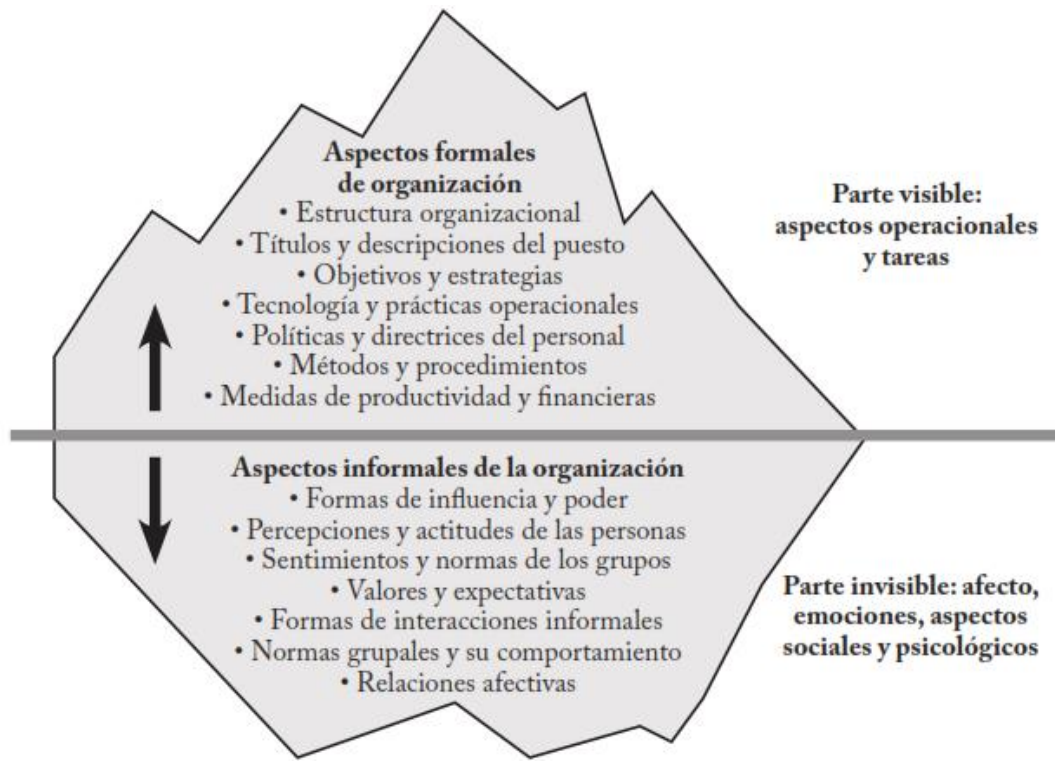 Aspectos formales
de organización
• Estructura organizacional
• Títulos y descripciones del puesto
• Objetivos y estrategias
• Tecnología y prácticas operacionales
• Políticas y directrices del personal
• Métodos y procedimientos
• Medidas de productividad y financieras
Parte visible:
aspectos operacionales
y tareas
Aspectos informales de la organización
• Formas de influencia y poder
• Percepciones y actitudes de las personas
• Sentimientos y normas de los grupos
• Valores y expectativas
• Formas de interacciones informales
• Normas grupales y su comportamiento
• Relaciones afectivas
Parte invisible: afecto,
emociones, aspectos
sociales y psicológicos